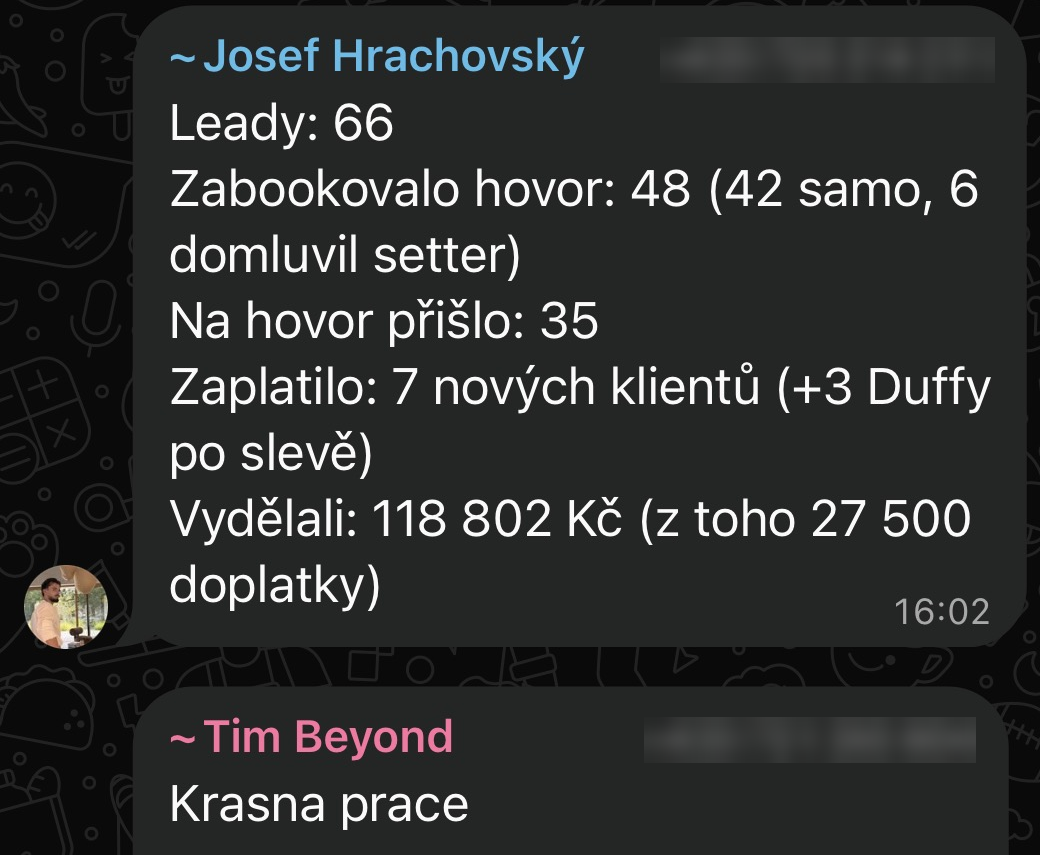 ~Josef Hrachovský
Leady: 66
Zabookovalo hovor: 48 (42 samo, 6
domluvil setter)
Na hovor přišlo: 35
Zaplatilo: 7 nových klientů (+3 Duffy
po slevě)
Vydělali: 118 802 Kč (z toho 27 500
doplatky)
16:02
~Tim Beyond
Krasna prace